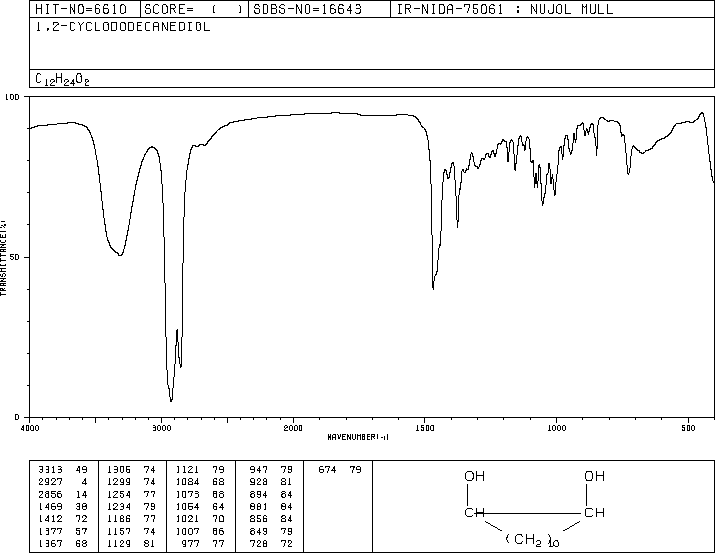 HIT-NO=6610 SCORE= ( ) SDBS-NO=16643 IR-NIDA-75061 : NUJOL MULL
1,2-CYCLODODECANEDIOL
C12H24O2
100
50
0
TRANSMITTANCE(%)
4000 3000 2000 1500 1000 500
WAVENUMBER(-1)
3313 49 1306 74 1121 79 947 79 674 79
2927 4 1299 74 1084 68 928 81
2856 14 1254 77 1073 68 894 84
1469 38 1234 79 1054 64 881 84
1412 72 1186 77 1021 70 856 84
1377 57 1157 74 1007 66 849 79
1367 68 1129 81 977 77 728 72
OH OH
CH CH
(CH2)10